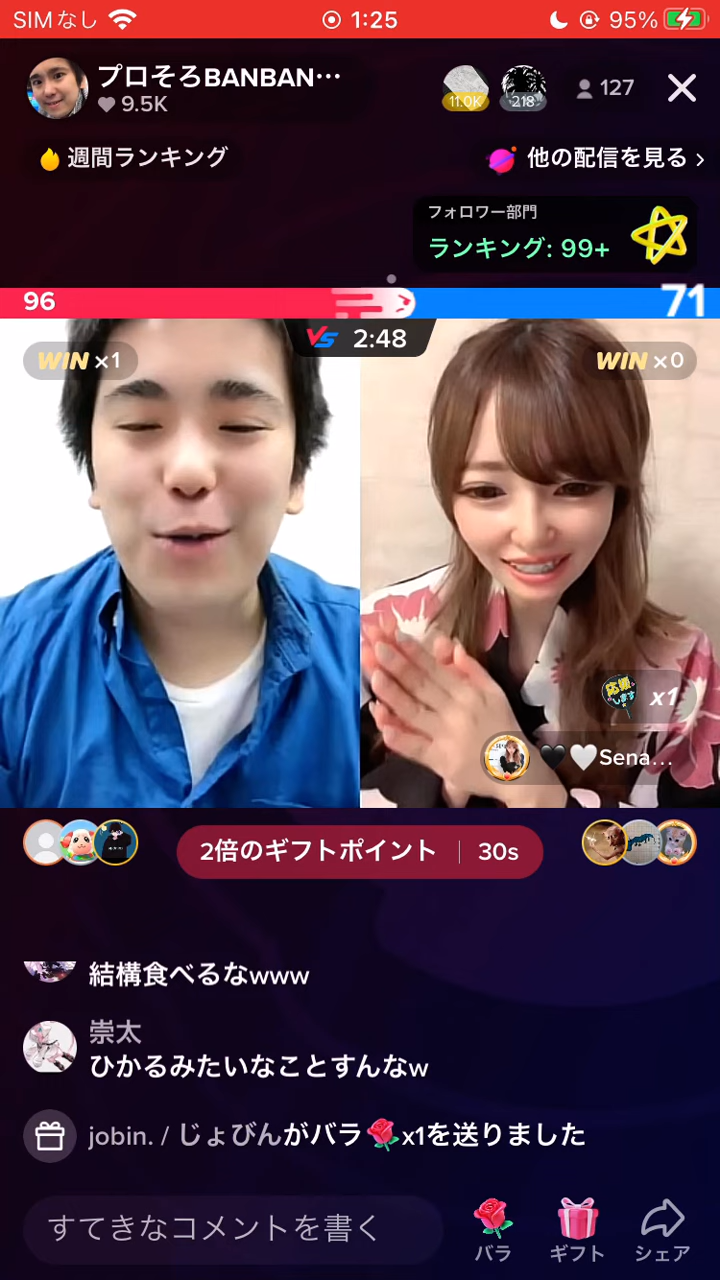 SIMなし 1:25 95%
プロそろBANBAN…
9.5K
11.0K 218 127
週間ランキング 他の配信を見る
フォロワー部門
ランキング: 99+
96 71
VS 2:48
WIN x1 WIN x0
応援
します x1
Sena...
2倍のギフトポイント | 30s
結構食べるなwww
崇太
ひかるみたいなことすんなw
jobin. / じょびんがバラx1を送りました
すてきなコメントを書く
バラ ギフト シェア